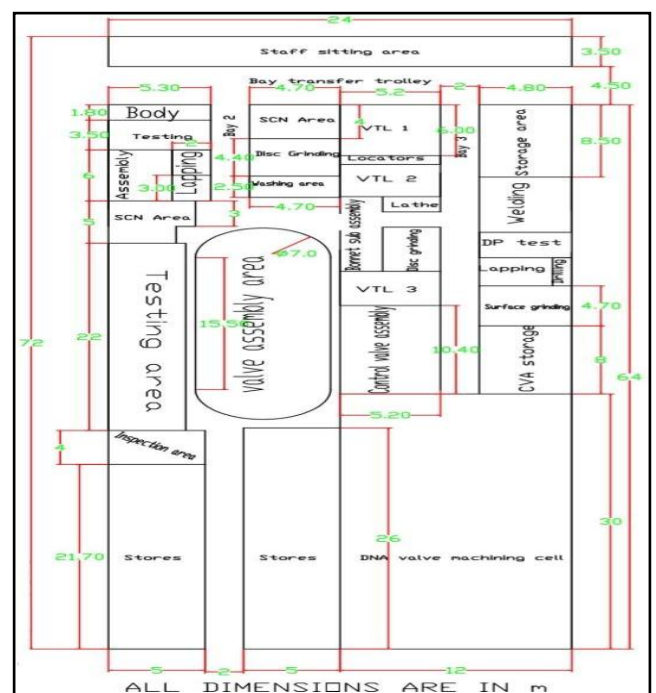 24
Staff sitting area
3.50
Bay transfer trolley
4.50
5.30
4.70
5.2
2
4.80
1.80
Body
Bay 2
SCN Area
4
VTL 1
6.00
Bay 3
Storage area
8.50
3.50
Testing
2
4.40
Disc Grinding
Locators
6
Assembly
Lapping
3.00
2.50
Washing area
VTL 2
Welding
4.70
Lathe
5
SCN Area
3
Bonnet sub assembly
Disc grinding
DP test
Ø7.0
Lapping
Drilling
Testing area
valve assembly area
15.50
VTL 3
Surface grinding
4.70
72
22
Control valve assembly
10.40
CVA storage
8
64
5.20
4
Inspection area
21.70
Stores
Stores
26
DNA valve machining cell
30
5
2
5
12
ALL DIMENSIONS ARE IN m